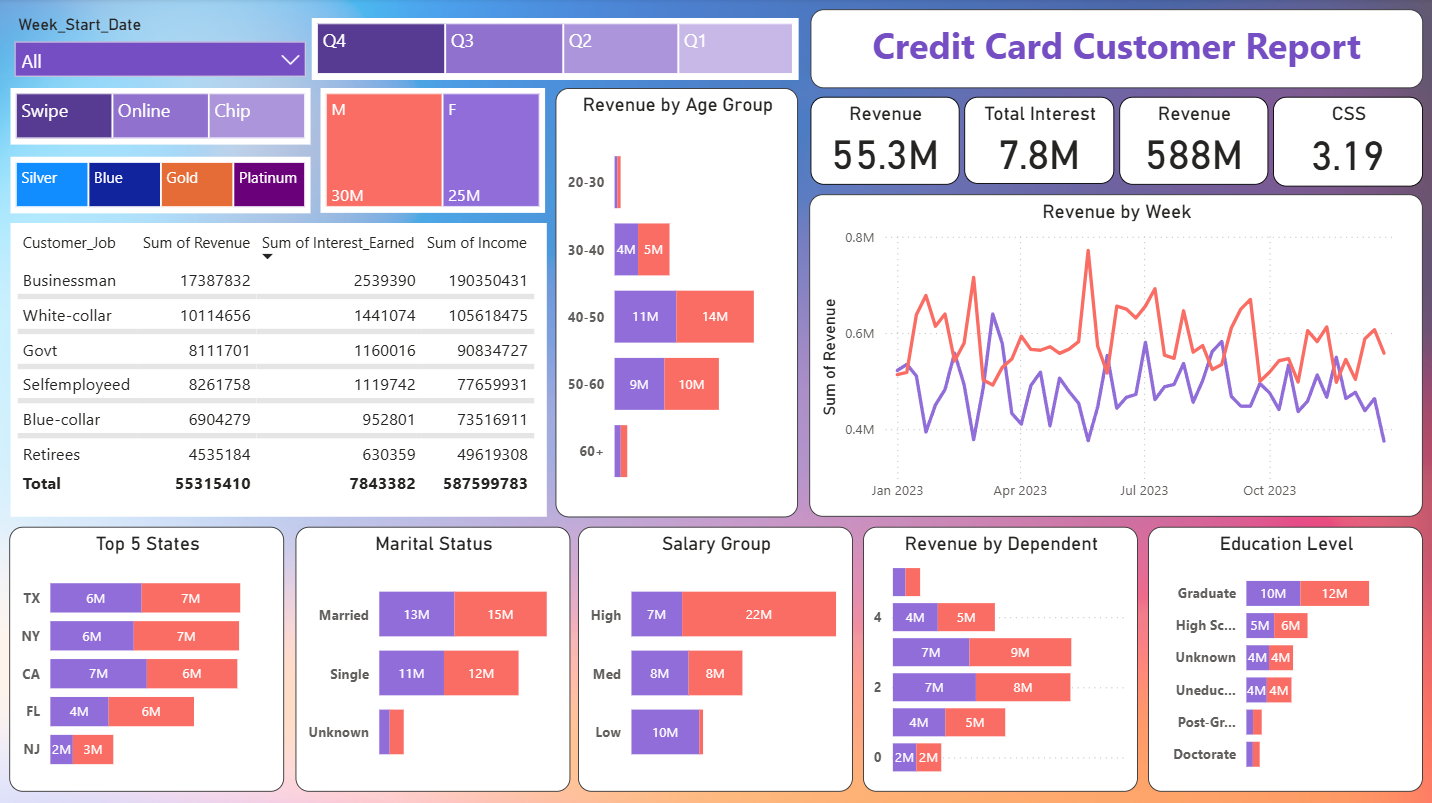 Week_Start_Date
All
Q4 Q3 Q2 Q1
Credit Card Customer Report
Swipe Online Chip
Silver Blue Gold Platinum
M F
30M 25M
Revenue
55.3M
Total Interest
7.8M
Revenue
588M
CSS
3.19
Customer_Job Sum of Revenue Sum of Interest_Earned Sum of Income
Businessman 17387832 2539390 190350431
White-collar 10114656 1441074 105618475
Govt 8111701 1160016 90834727
Selfemployeed 8261758 1119742 77659931
Blue-collar 6904279 952801 73516911
Retirees 4535184 630359 49619308
Total 55315410 7843382 587599783
Revenue by Age Group
20-30
30-40 4M 5M
40-50 11M 14M
50-60 9M 10M
60+
Revenue by Week
Sum of Revenue
0.8M
0.6M
0.4M
Jan 2023 Apr 2023 Jul 2023 Oct 2023
Top 5 States
TX 6M 7M
NY 6M 7M
CA 7M 6M
FL 4M 6M
NJ 2M 3M
Marital Status
Married 13M 15M
Single 11M 12M
Unknown
Salary Group
High 7M 22M
Med 8M 8M
Low 10M
Revenue by Dependent
4 4M 5M
7M 9M
2 7M 8M
4M 5M
0 2M 2M
Education Level
Graduate 10M 12M
High Sc... 5M 6M
Unknown 4M 4M
Uneduc... 4M 4M
Post-Gr...
Doctorate